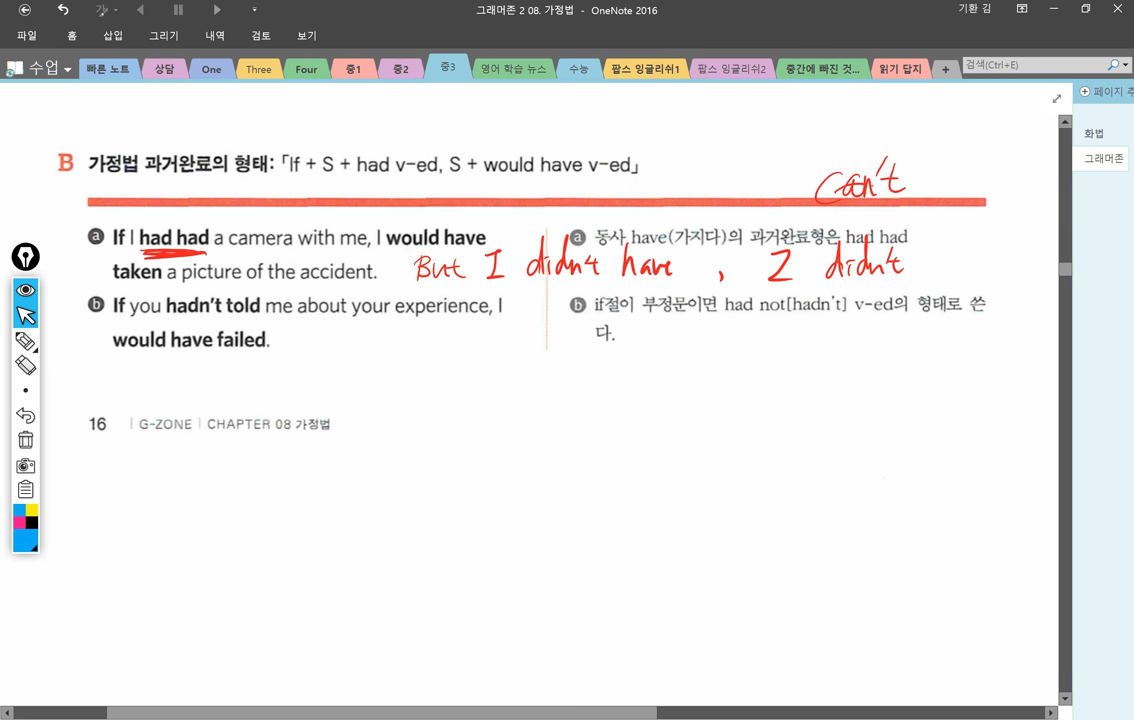 그래머존 2 08. 가정법 - OneNote 2016
기환 김
파일 홈 삽입 그리기 내역 검토 보기
수업 빠른 노트 상담 One Three Four 중1 중2 중3 영어 학습 뉴스 수능 팝스 잉글리쉬1 팝스 잉글리쉬2 중간에 빠진 것... 읽기 답지 + 검색(Ctrl+E)
페이지 추
화법
그래머존
B 가정법 과거완료의 형태: 「If + S + had v-ed, S + would have v-ed」
can't
a If I had had a camera with me, I would have
taken a picture of the accident.
But I didn't have , I didn't
b If you hadn't told me about your experience, I
would have failed.
a 동사 have(가지다)의 과거완료형은 had had
b if절이 부정문이면 had not[hadn't] v-ed의 형태로 쓴
다.
16 | G-ZONE | CHAPTER 08 가정법